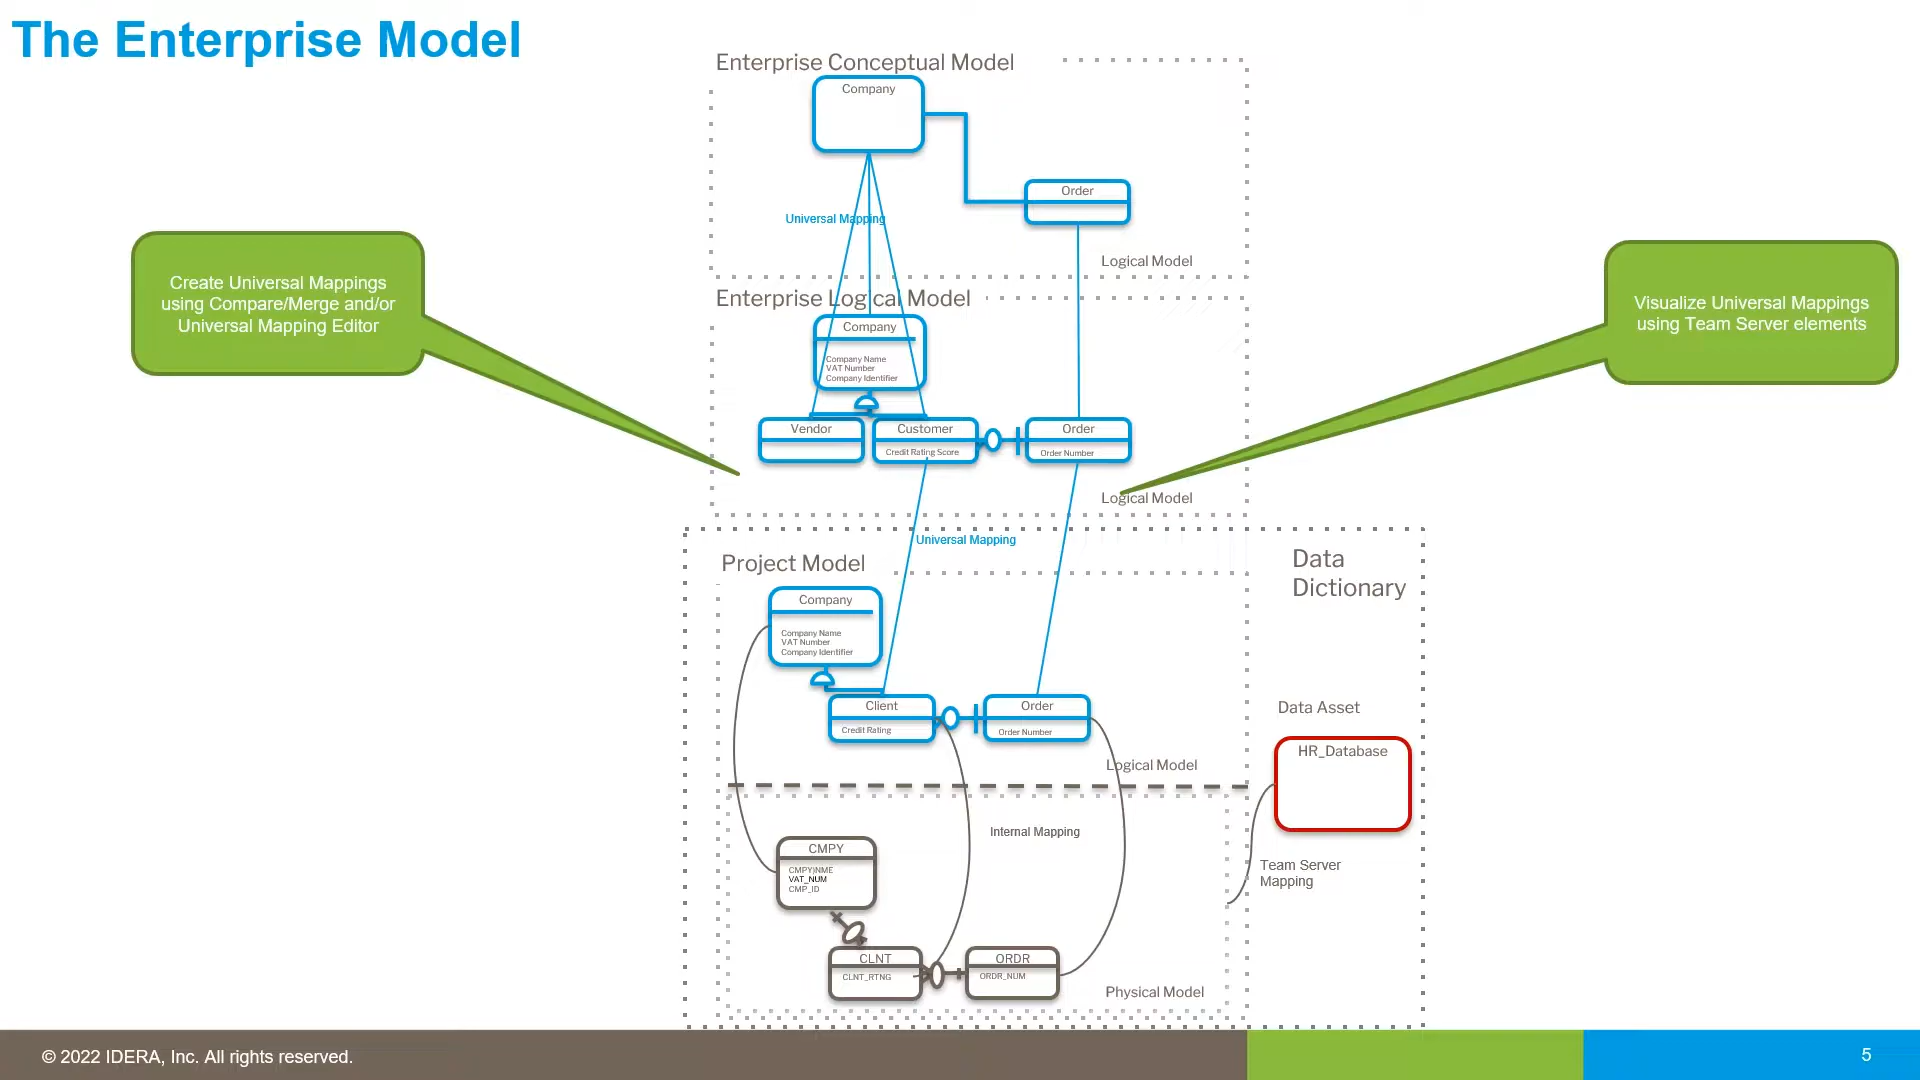 The Enterprise Model
Enterprise Conceptual Model
Company
Order
Universal Mapping
Logical Model
Create Universal Mappings
using Compare/Merge and/or
Universal Mapping Editor
Visualize Universal Mappings
using Team Server elements
Enterprise Logical Model
Company
Company Name
VAT Number
Company Identifier
Vendor
Customer
Credit Rating Score
Order
Order Number
Logical Model
Universal Mapping
Project Model
Data
Dictionary
Company
Company Name
VAT Number
Company Identifier
Client
Credit Rating
Order
Order Number
Logical Model
Data Asset
HR_Database
Internal Mapping
Team Server
Mapping
CMPY
CMPY)NME
VAT_NUM
CMP_ID
CLNT
CLNT_RTNG
ORDR
ORDR_NUM
Physical Model
© 2022 IDERA, Inc. All rights reserved.
5